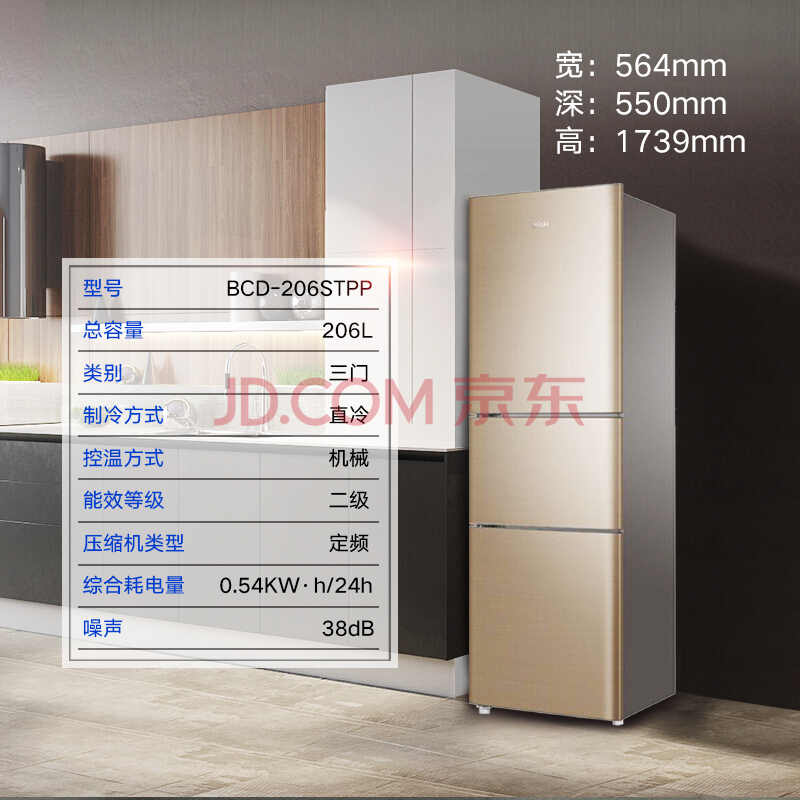 宽：564mm
深：550mm
高：1739mm
型号 BCD-206STPP
总容量 206L
类别 三门
JD.COM 京东
制冷方式 直冷
控温方式 机械
能效等级 二级
压缩机类型 定频
综合耗电量 0.54KW·h/24h
噪声 38dB